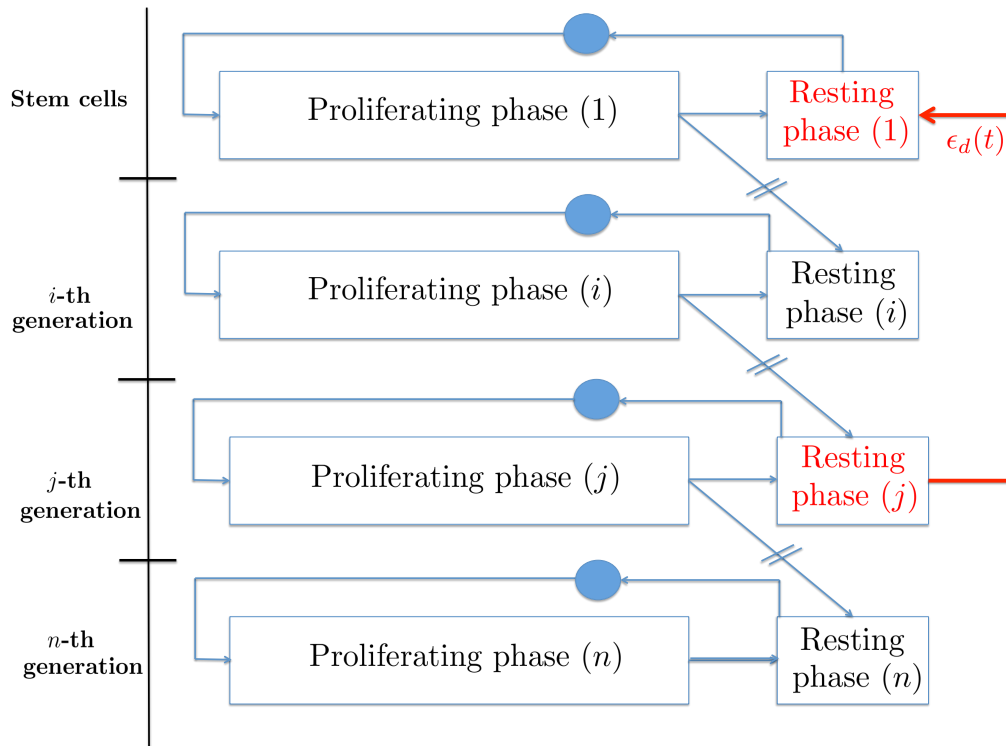 Stem cells
Proliferating phase (1)
Resting
phase (1)
ϵ_d(t)
i-th
generation
Proliferating phase (i)
Resting
phase (i)
j-th
generation
Proliferating phase (j)
Resting
phase (j)
n-th
generation
Proliferating phase (n)
Resting
phase (n)